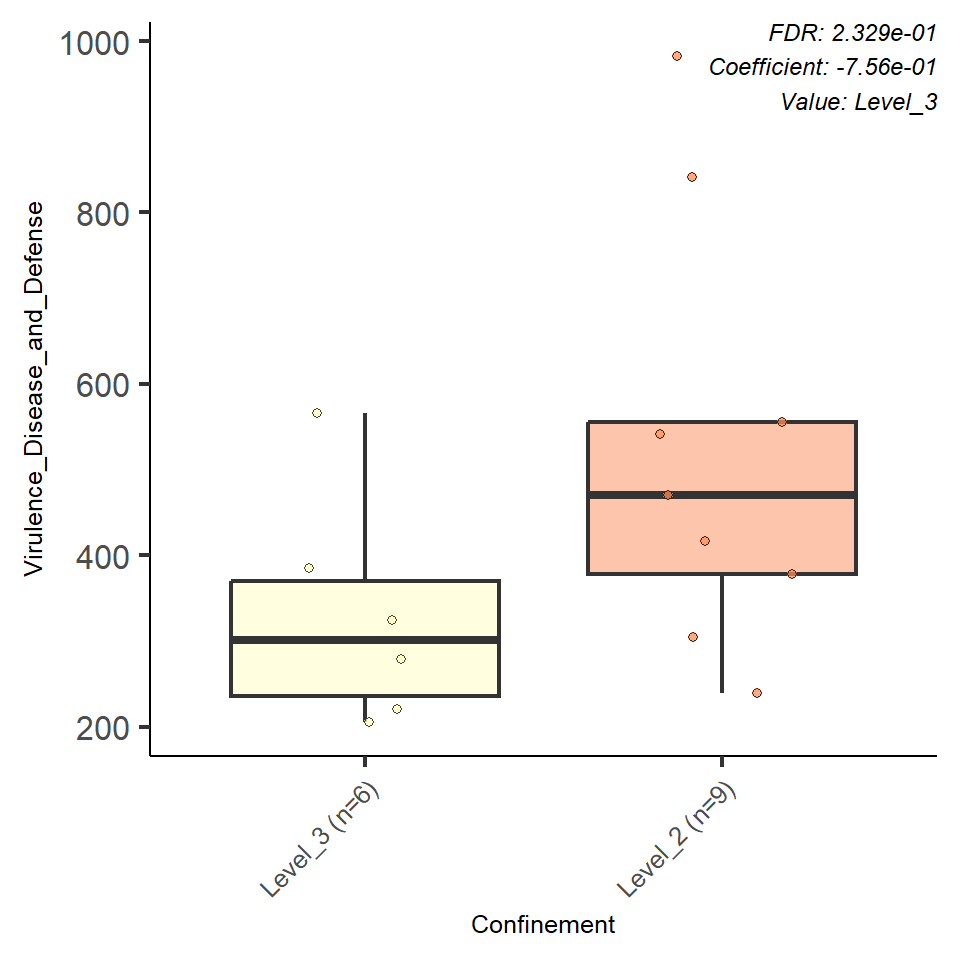 FDR: 2.329e-01
Coefficient: -7.56e-01
Value: Level_3
Virulence_Disease_and_Defense
1000
800
600
400
200
Level_3 (n=6)
Level_2 (n=9)
Confinement